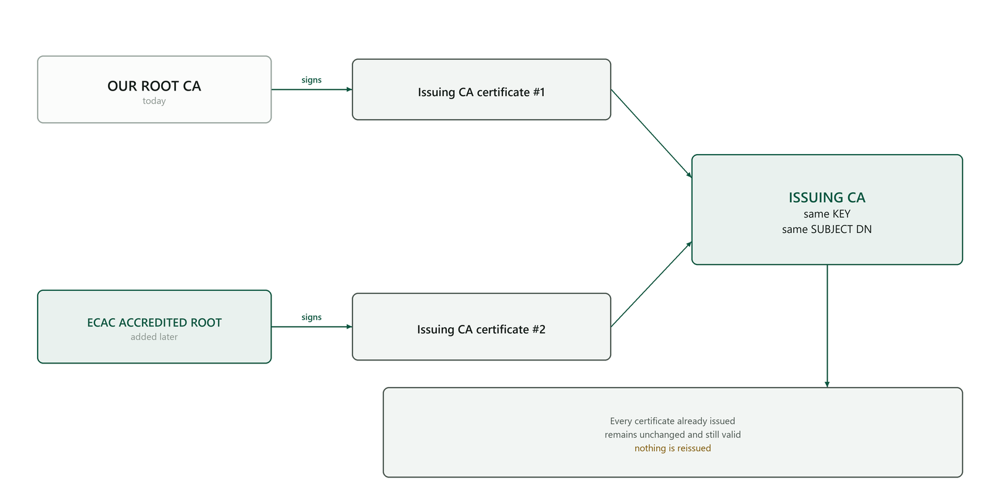 OUR ROOT CA
today
signs
Issuing CA certificate #1
ISSUING CA
same KEY
same SUBJECT DN
ECAC ACCREDITED ROOT
added later
signs
Issuing CA certificate #2
Every certificate already issued
remains unchanged and still valid
nothing is reissued